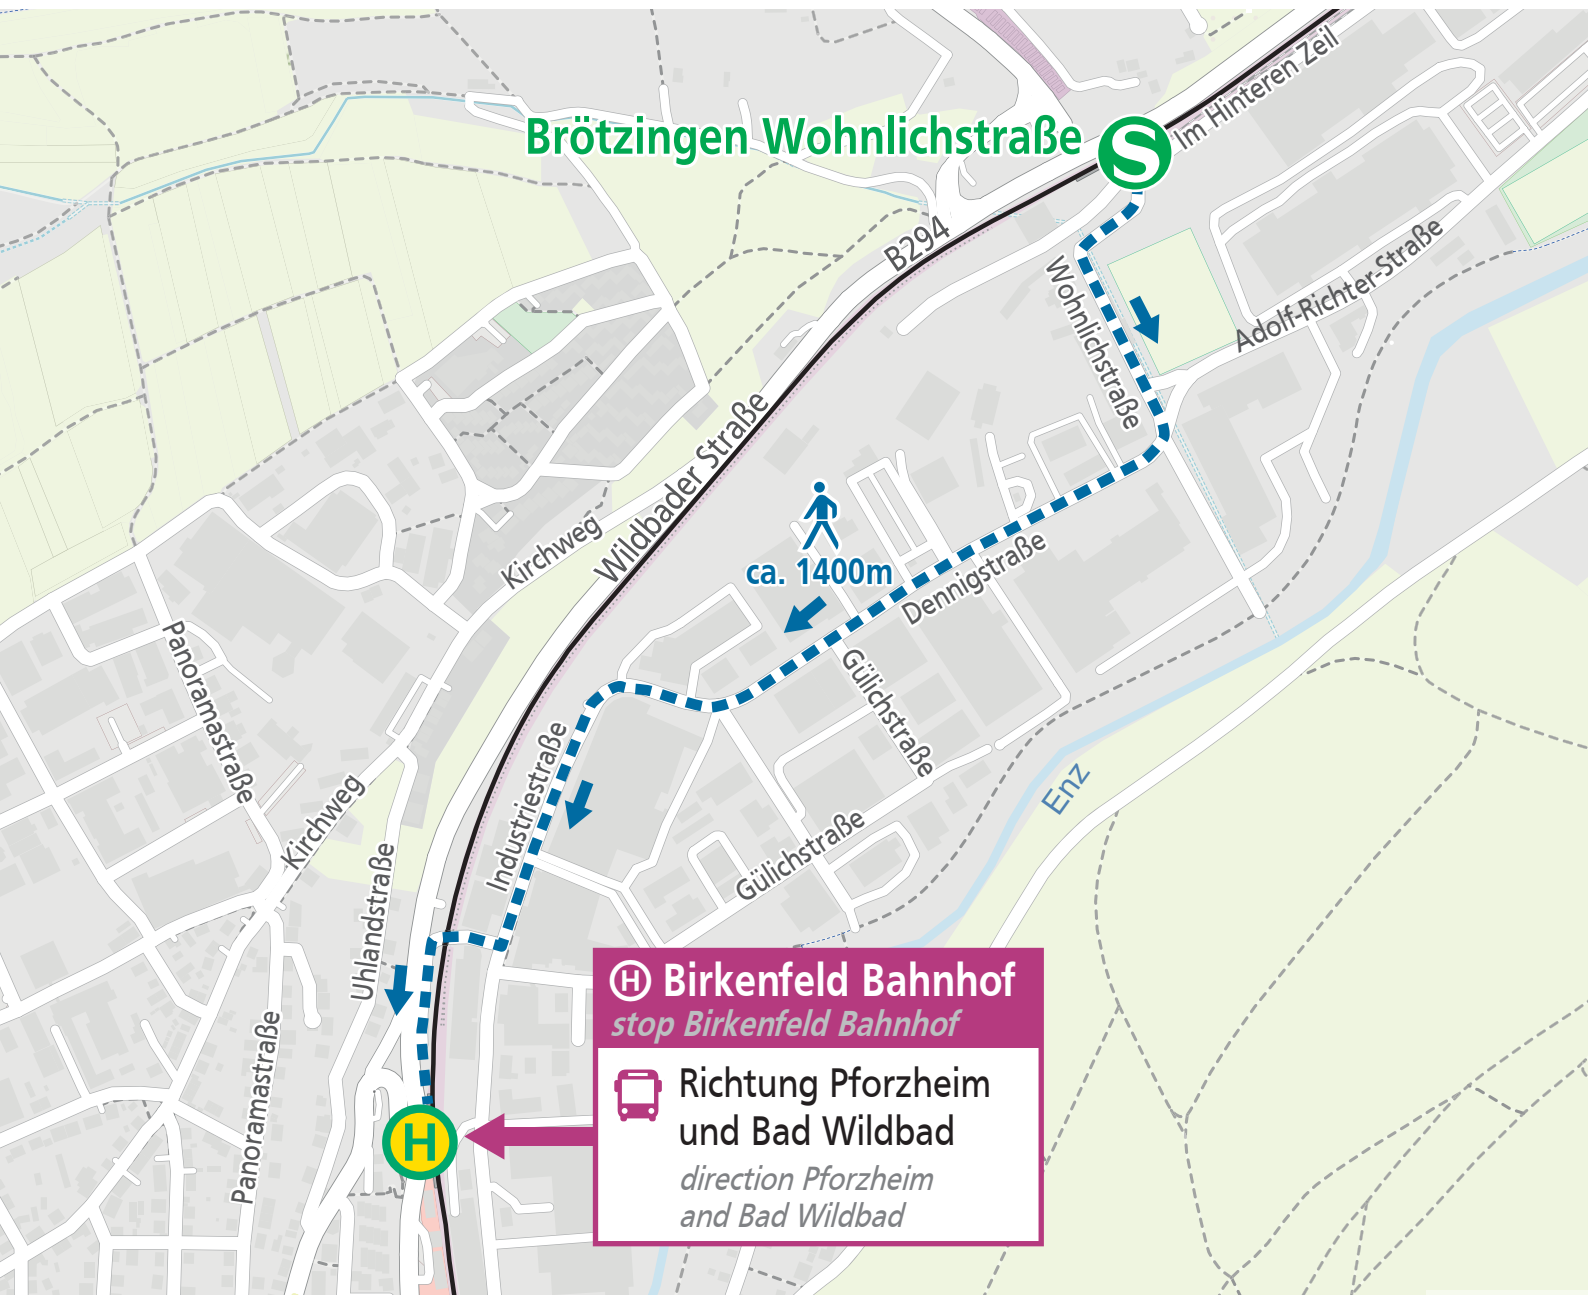 Im Hinteren Zeil
Brötzingen Wohnlichstraße
S
B294
Adolf-Richter-Straße
Wohnlichstraße
Wildbader Straße
Kirchweg
ca. 1400m
Dennigstraße
Panoramastraße
Gülichstraße
Industriestraße
Enz
Kirchweg
Gülichstraße
Uhlandstraße
H Birkenfeld Bahnhof
stop Birkenfeld Bahnhof
Panoramastraße
Richtung Pforzheim
und Bad Wildbad
H
direction Pforzheim
and Bad Wildbad